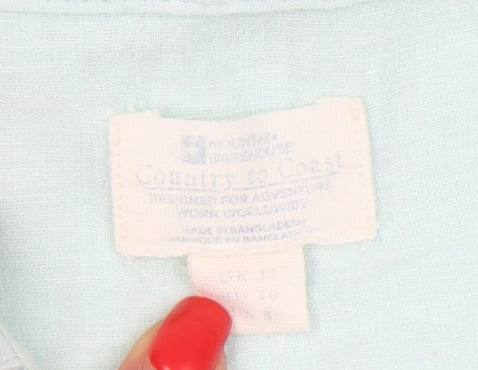 MOUNTAIN
WAREHOUSE
Country to Coast
DESIGNED FOR ADVENTURE
WORN WORLDWIDE
MADE IN BANGLADESH
FABRIQUE EN BANGLADESH
UK 12
EU 40
8